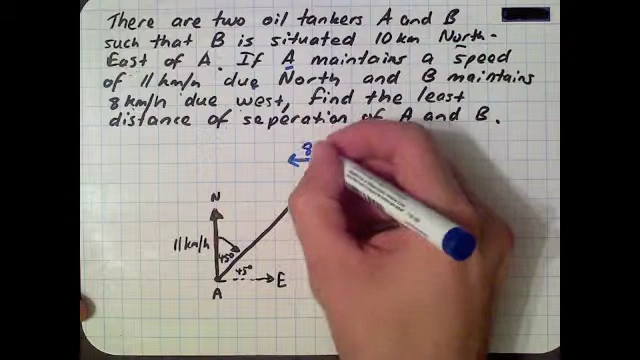 There are two oil tankers A and B
such that B is situated 10 km North-
East of A. If A maintains a speed
of 11 km/h due North and B maintains
8 km/h due west, find the least
distance of seperation of A and B.
8
N
11 km/h
45°
45°
E
A